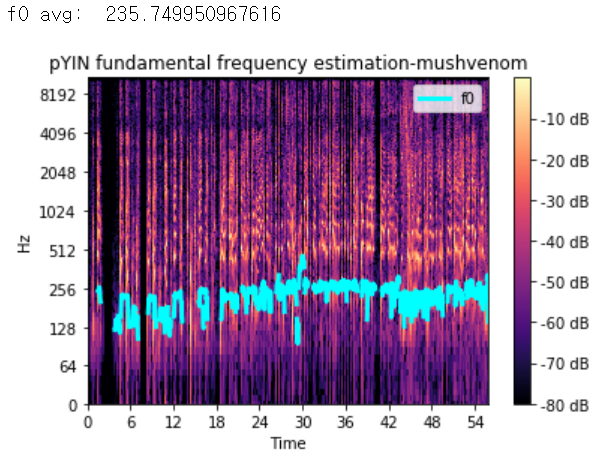 f0 avg:  235.749950967616
pYIN fundamental frequency estimation-mushvenom
f0
8192
4096
2048
1024
512
256
128
64
0
Hz
0 6 12 18 24 30 36 42 48 54
Time
-10 dB
-20 dB
-30 dB
-40 dB
-50 dB
-60 dB
-70 dB
-80 dB